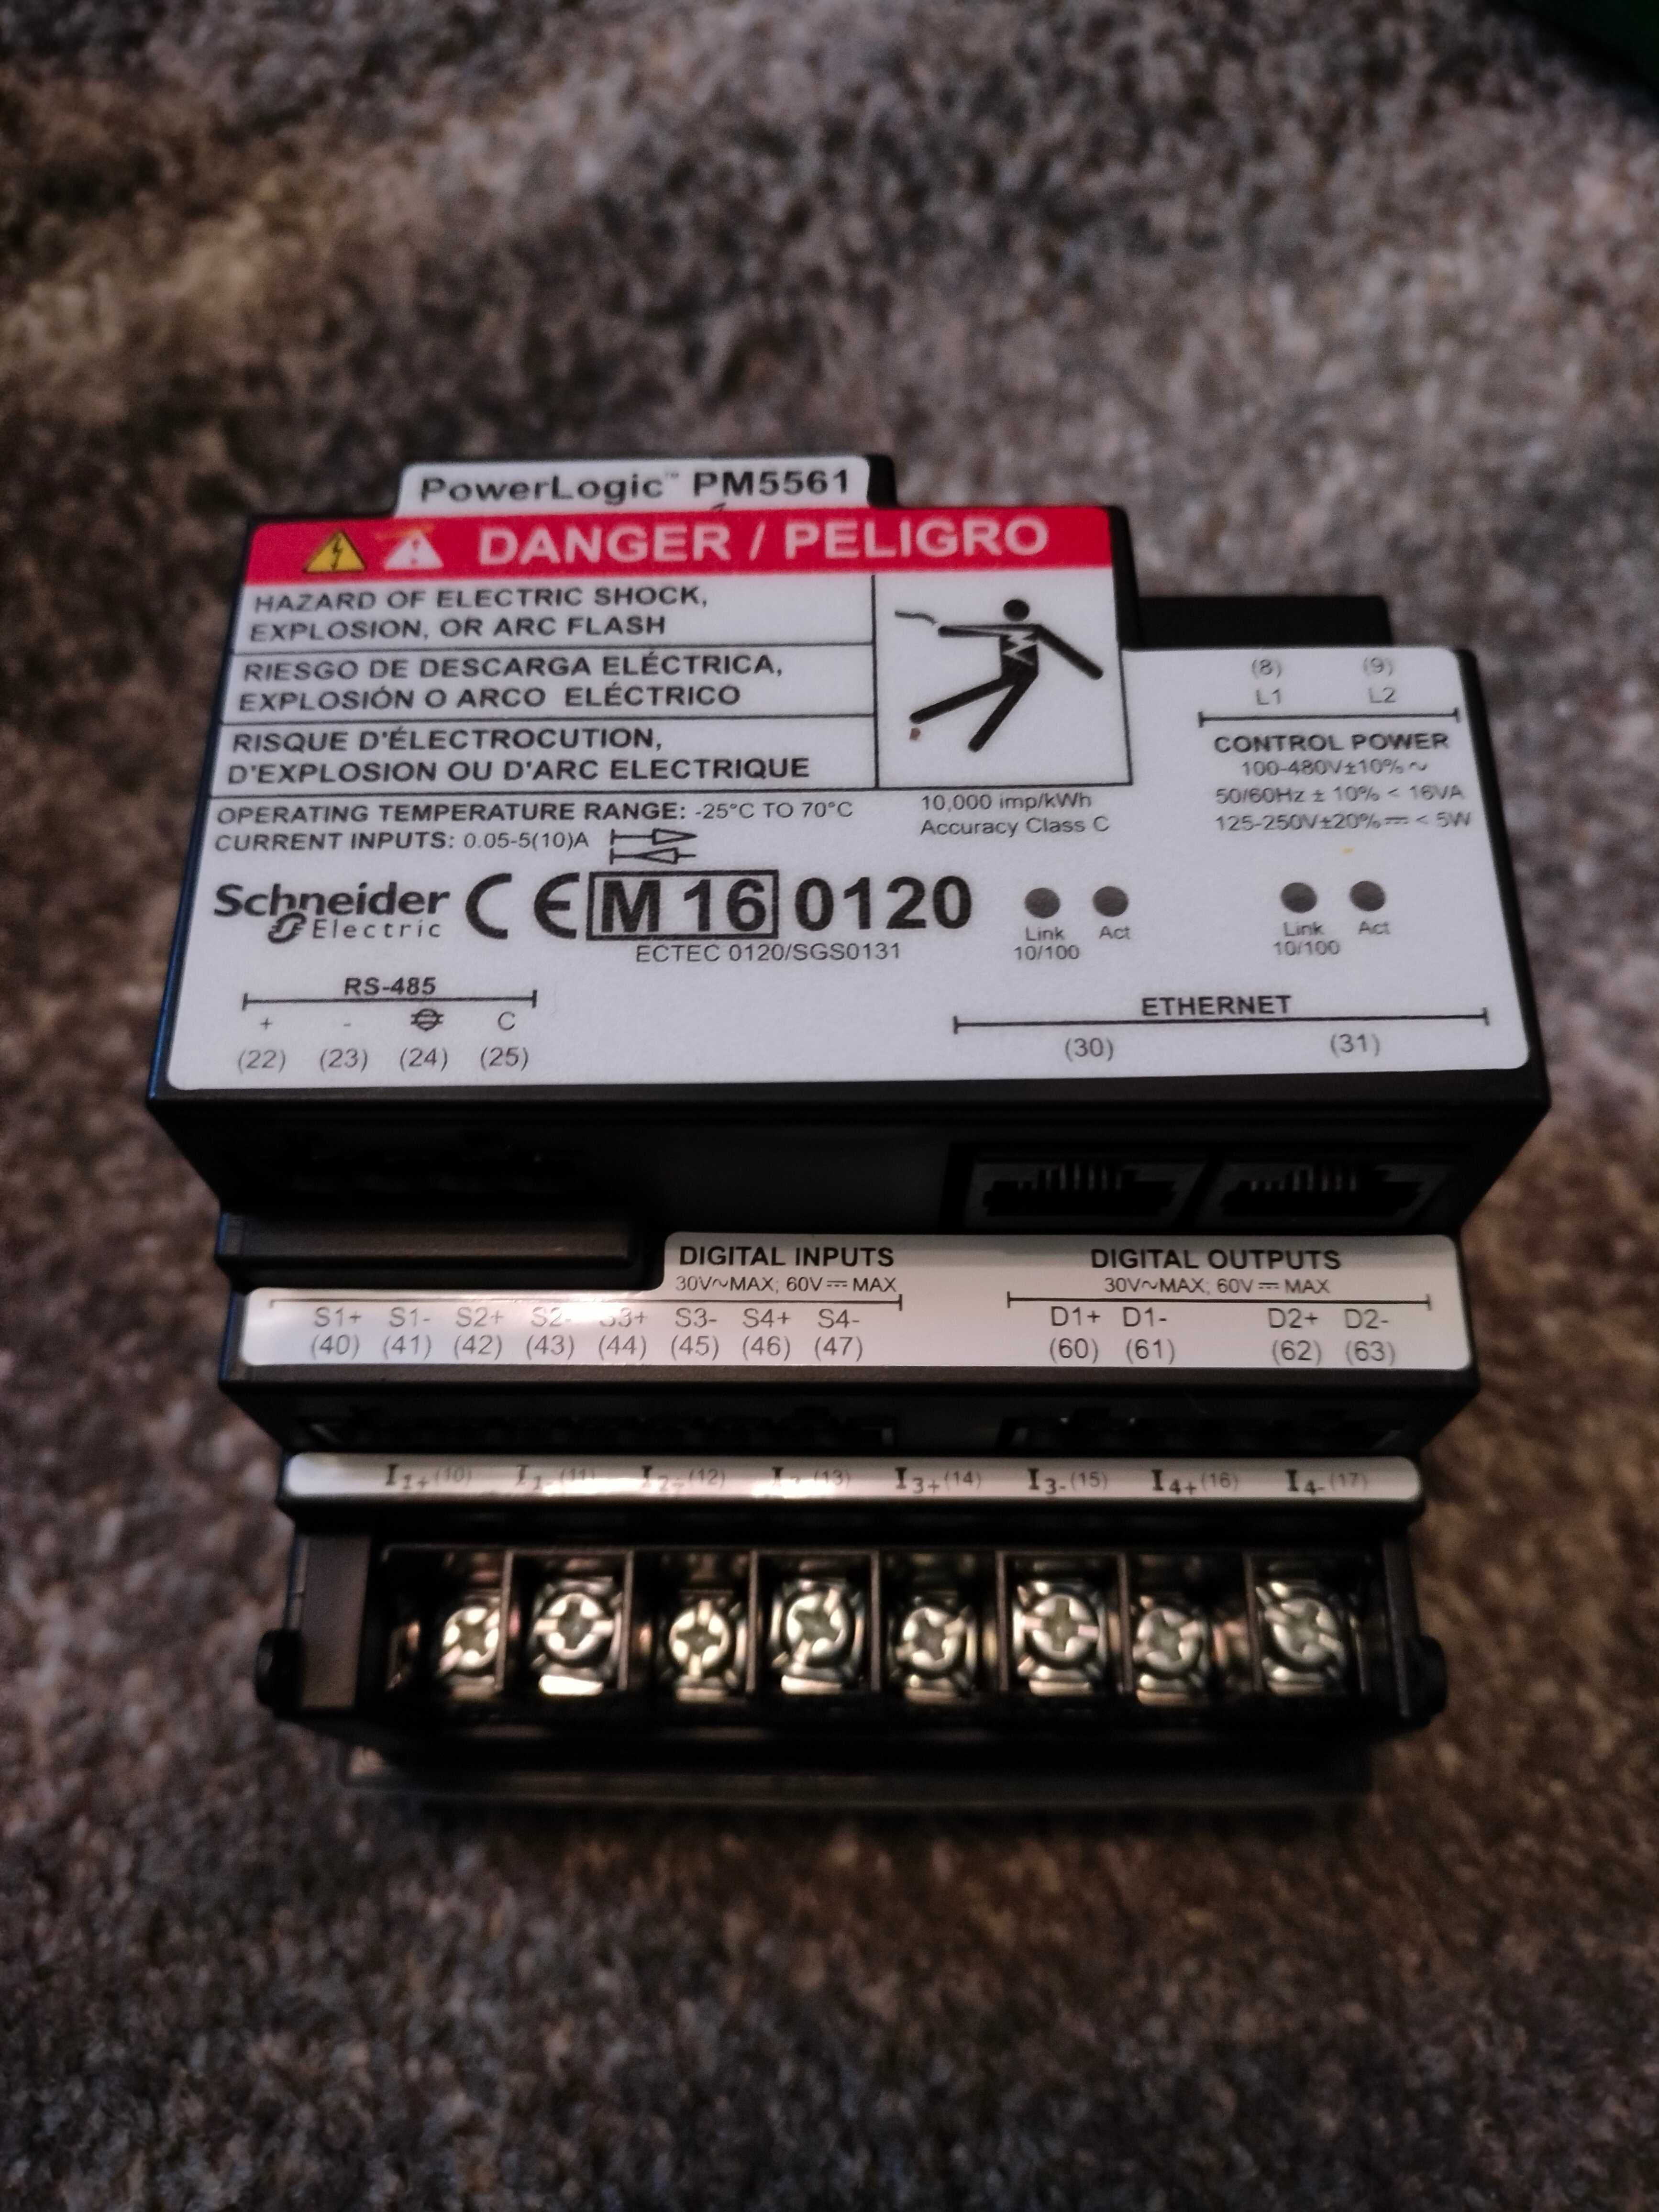 PowerLogic™ PM5561
DANGER / PELIGRO
HAZARD OF ELECTRIC SHOCK,
EXPLOSION, OR ARC FLASH
RIESGO DE DESCARGA ELÉCTRICA,
EXPLOSIÓN O ARCO ELÉCTRICO
RISQUE D'ÉLECTROCUTION,
D'EXPLOSION OU D'ARC ELECTRIQUE
(8) (9)
L1 L2
CONTROL POWER
100-480V±10% ~
50/60Hz ± 10% < 16VA
125-250V±20% ⎓ < 5W
OPERATING TEMPERATURE RANGE: -25°C TO 70°C
CURRENT INPUTS: 0.05-5(10)A
10,000 imp/kWh
Accuracy Class C
Schneider
Electric
CE M 16 0120
ECTEC 0120/SGS0131
Link Act
10/100
Link Act
10/100
RS-485
+ - C
(22) (23) (24) (25)
ETHERNET
(30) (31)
DIGITAL INPUTS
30V~MAX; 60V⎓MAX
S1+ S1- S2+ S2- S3+ S3- S4+ S4-
(40) (41) (42) (43) (44) (45) (46) (47)
DIGITAL OUTPUTS
30V~MAX; 60V⎓MAX
D1+ D1- D2+ D2-
(60) (61) (62) (63)
I1+(10) I1-(11) (12) (13) I3+(14) I3-(15) I4+(16) I4-(17)